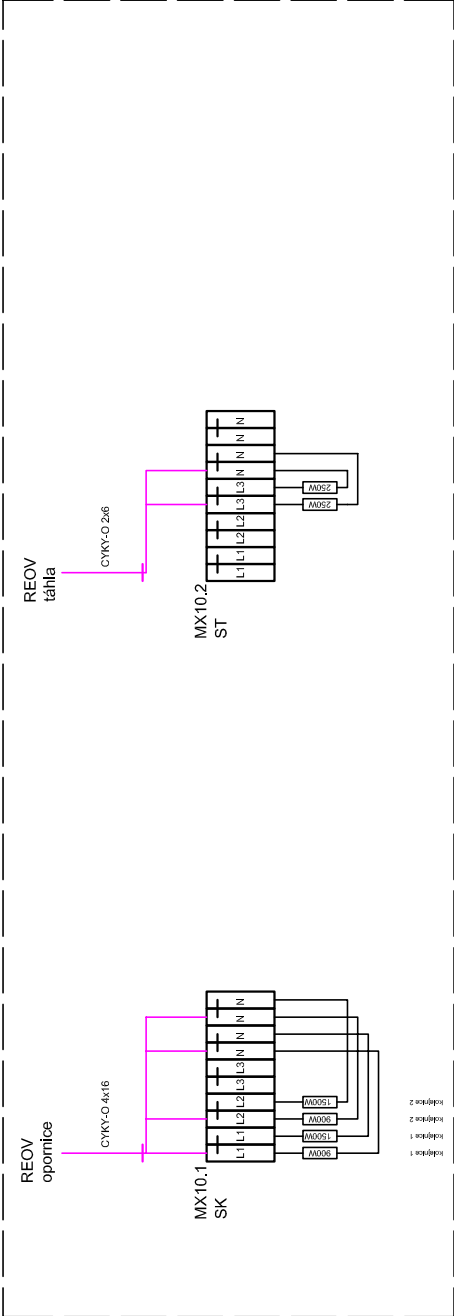 REOV
táhla
CYKY-O 2x6
MX10.2
ST
L1 L1 L2 L2 L3 L3 N N N N
250W
250W
REOV
opornice
CYKY-O 4x16
MX10.1
SK
L1 L1 L2 L2 L3 L3 N N N N
900W
1500W
900W
1500W
kolejnice 1
kolejnice 1
kolejnice 2
kolejnice 2